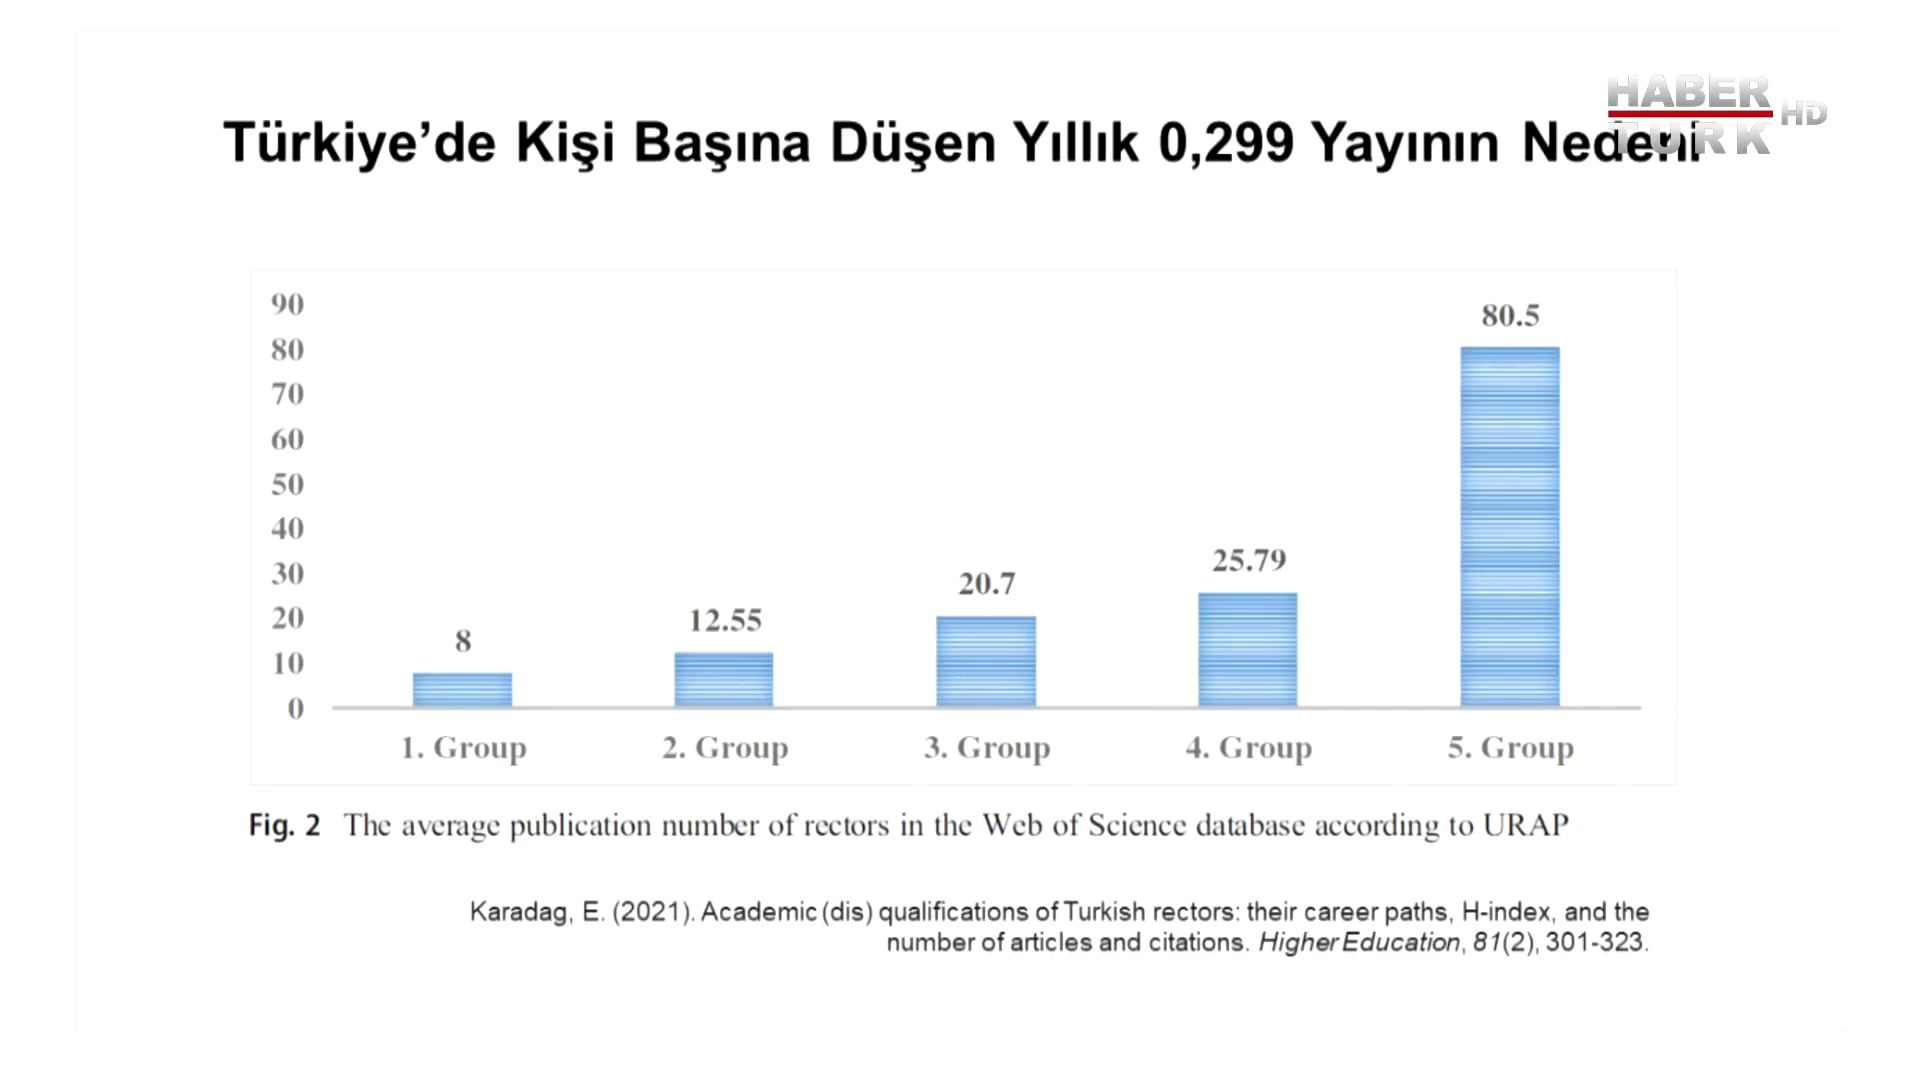 HABER
TURK HD
Türkiye’de Kişi Başına Düşen Yıllık 0,299 Yayının Nedeni
90
80
70
60
50
40
30
20
10
0
8
12.55
20.7
25.79
80.5
1. Group
2. Group
3. Group
4. Group
5. Group
Fig. 2 The average publication number of rectors in the Web of Science database according to URAP
Karadag, E. (2021). Academic (dis) qualifications of Turkish rectors: their career paths, H-index, and the
number of articles and citations. Higher Education, 81(2), 301-323.